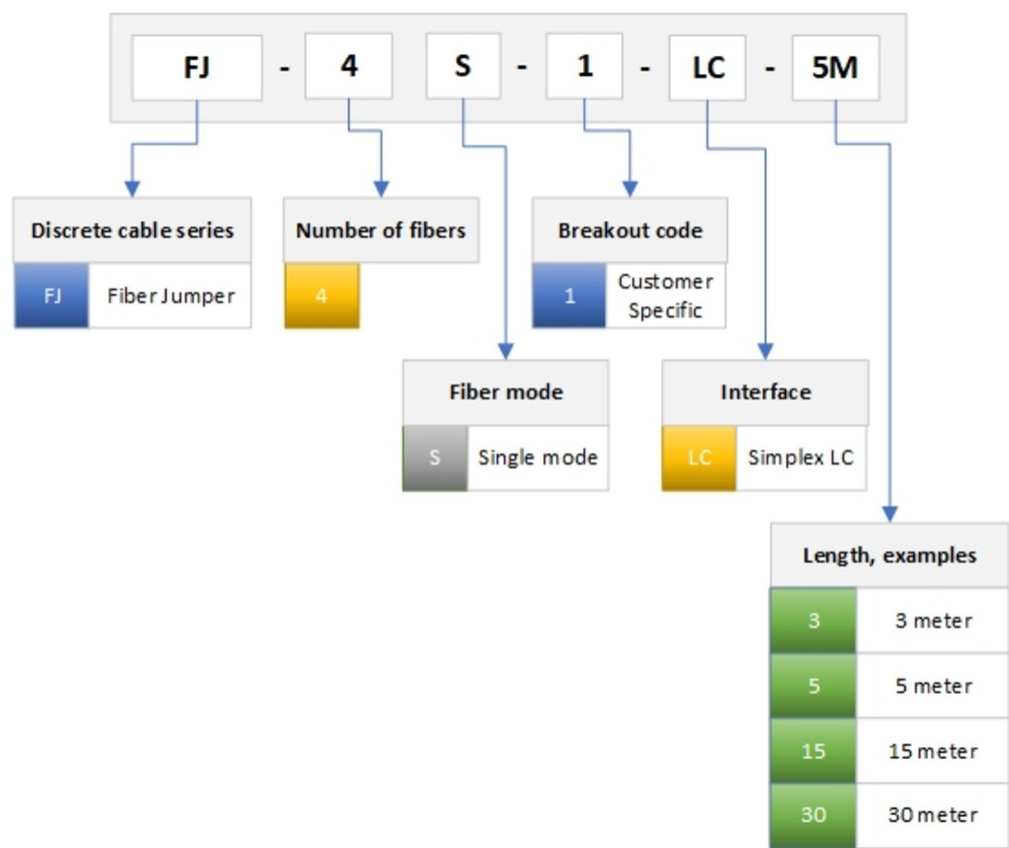 FJ - 4 S - 1 - LC - 5M
Discrete cable series
FJ Fiber Jumper
Number of fibers
4
Breakout code
1 Customer
Specific
Fiber mode
S Single mode
Interface
LC Simplex LC
Length, examples
3 3 meter
5 5 meter
15 15 meter
30 30 meter